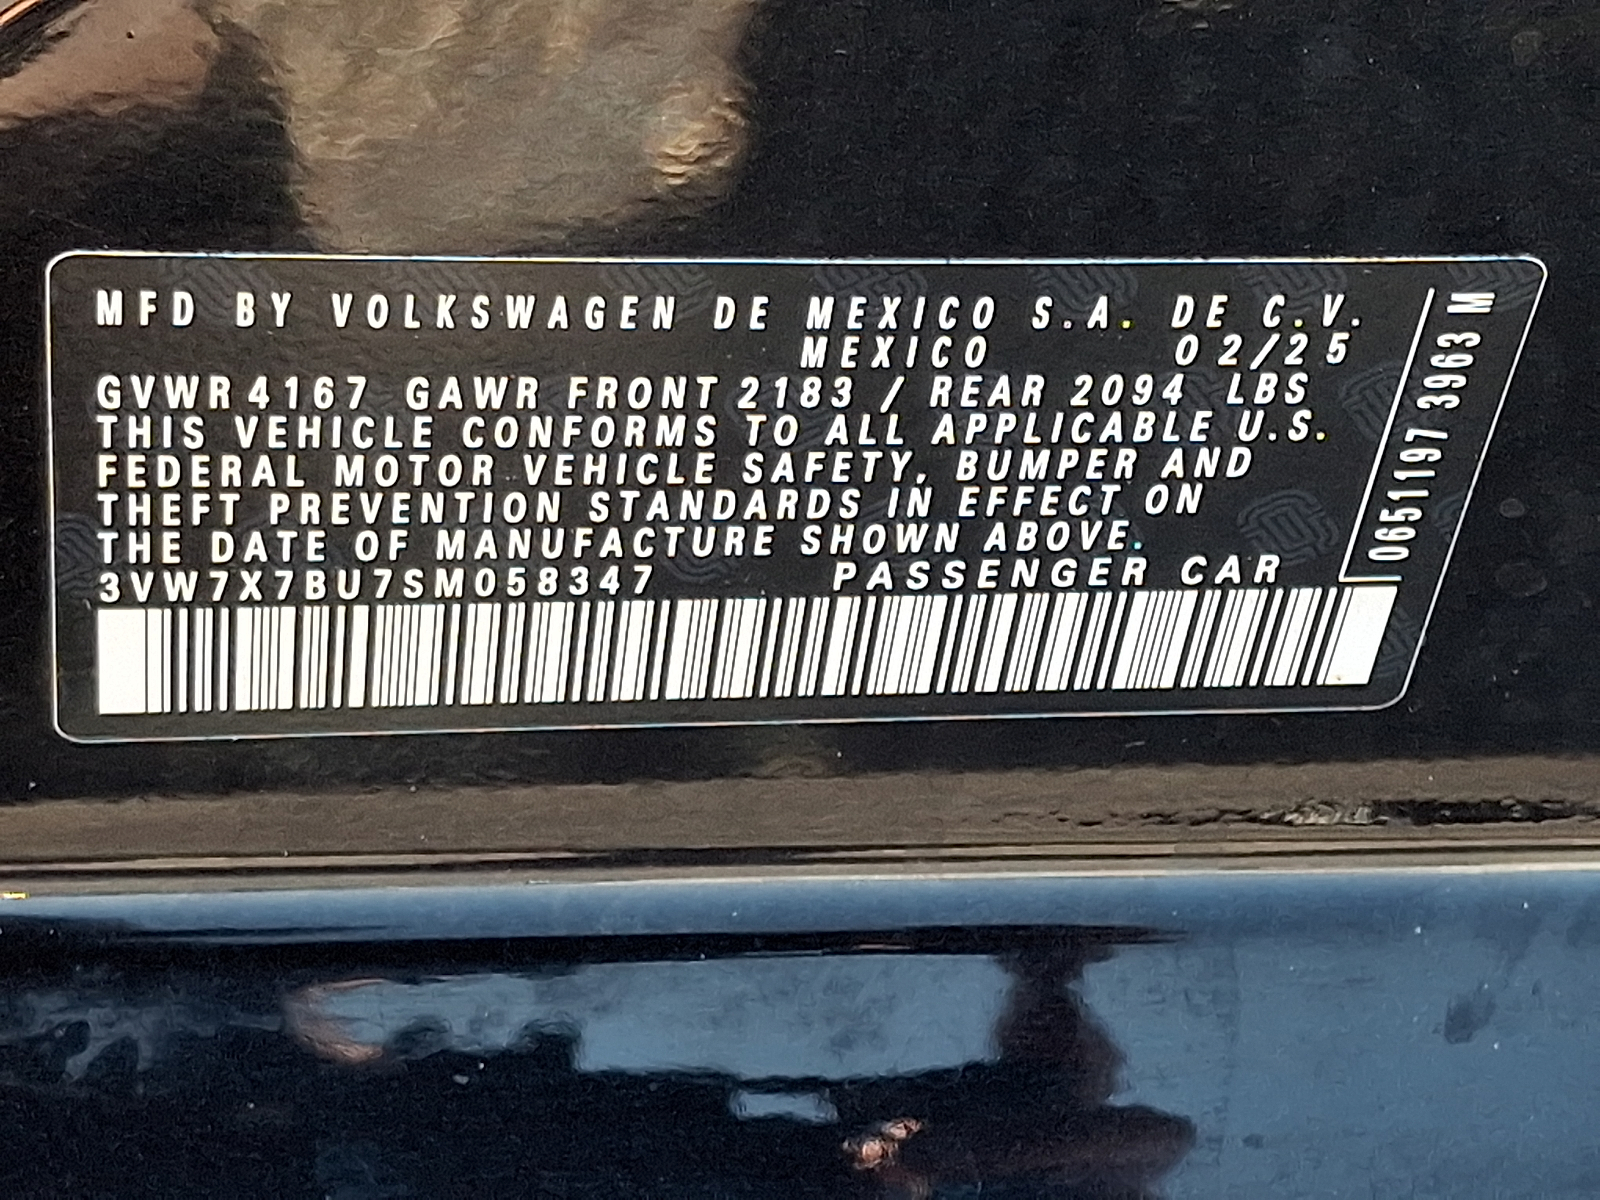 MFD BY VOLKSWAGEN DE MEXICO S.A. DE C.V.
MEXICO 02/25
GVWR 4167 GAWR FRONT 2183 / REAR 2094 LBS
THIS VEHICLE CONFORMS TO ALL APPLICABLE U.S.
FEDERAL MOTOR VEHICLE SAFETY, BUMPER AND
THEFT PREVENTION STANDARDS IN EFFECT ON
THE DATE OF MANUFACTURE SHOWN ABOVE.
3VW7X7BU7SM058347 PASSENGER CAR
0651197 3963 M